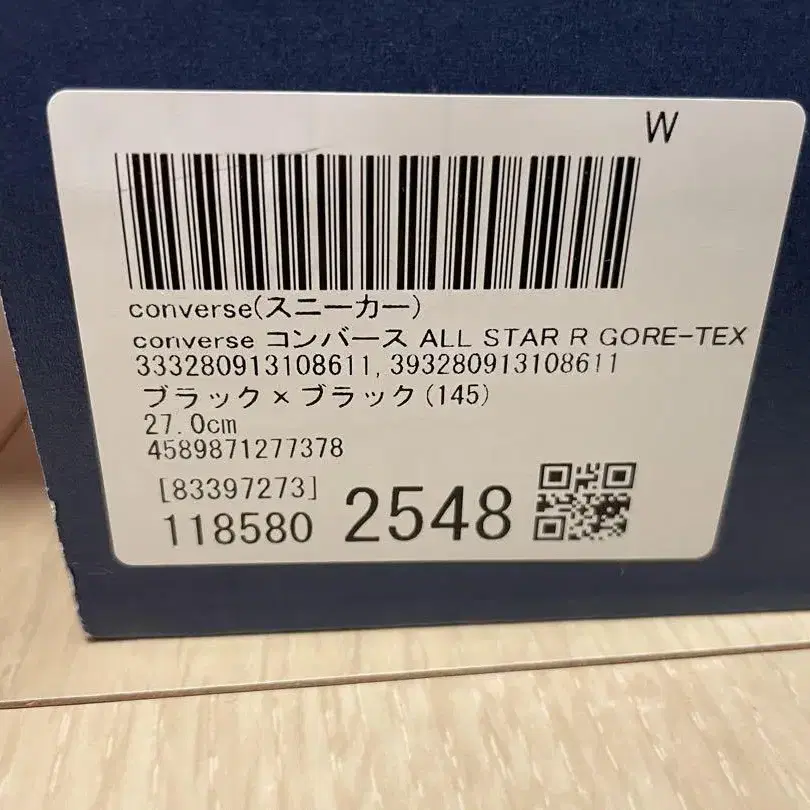 W
converse(スニーカー)
converse コンバース ALL STAR R GORE-TEX
333280913108611,393280913108611
ブラック×ブラック(145)
27.0cm
4589871277378
[83397273]
118580 2548